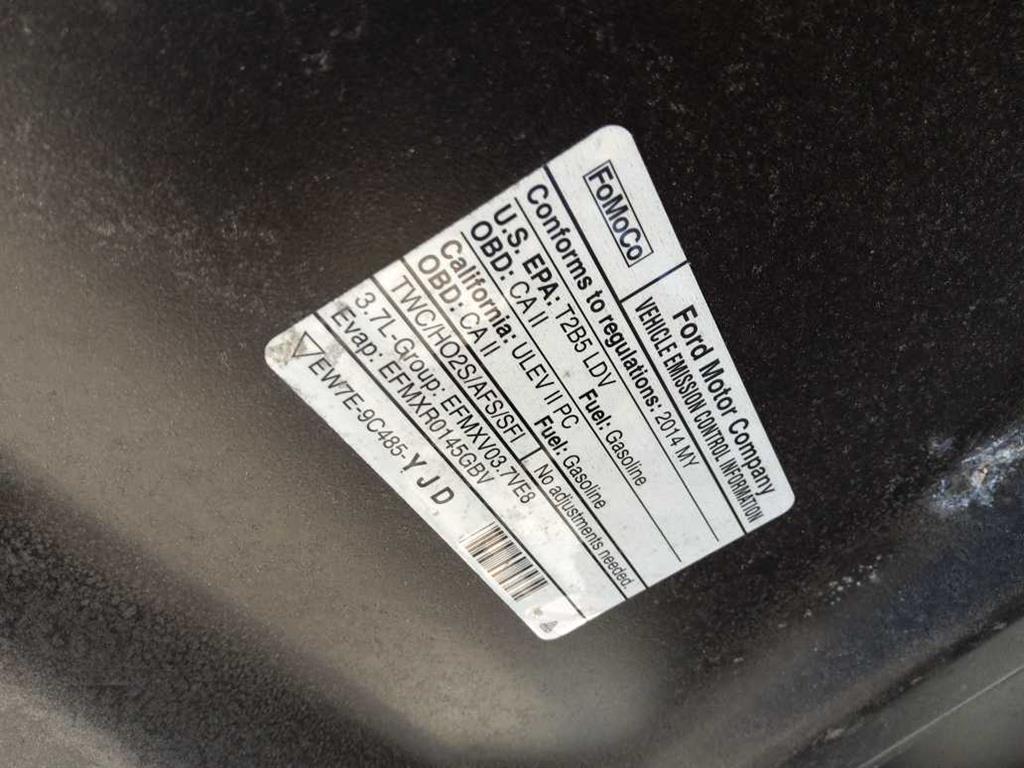 FoMoCo
Ford Motor Company
VEHICLE EMISSION CONTROL INFORMATION
Conforms to regulations: 2014 MY
U.S. EPA: T2B5 LDV Fuel: Gasoline
OBD: CA II
California: ULEV II PC Fuel: Gasoline
OBD: CA II
TWC/HO2S/AFS/SFI
No adjustments needed.
3.7L-Group: EFMXV03.7VE8
Evap: EFMXR0145GBV
EW7E-9C485-YJD